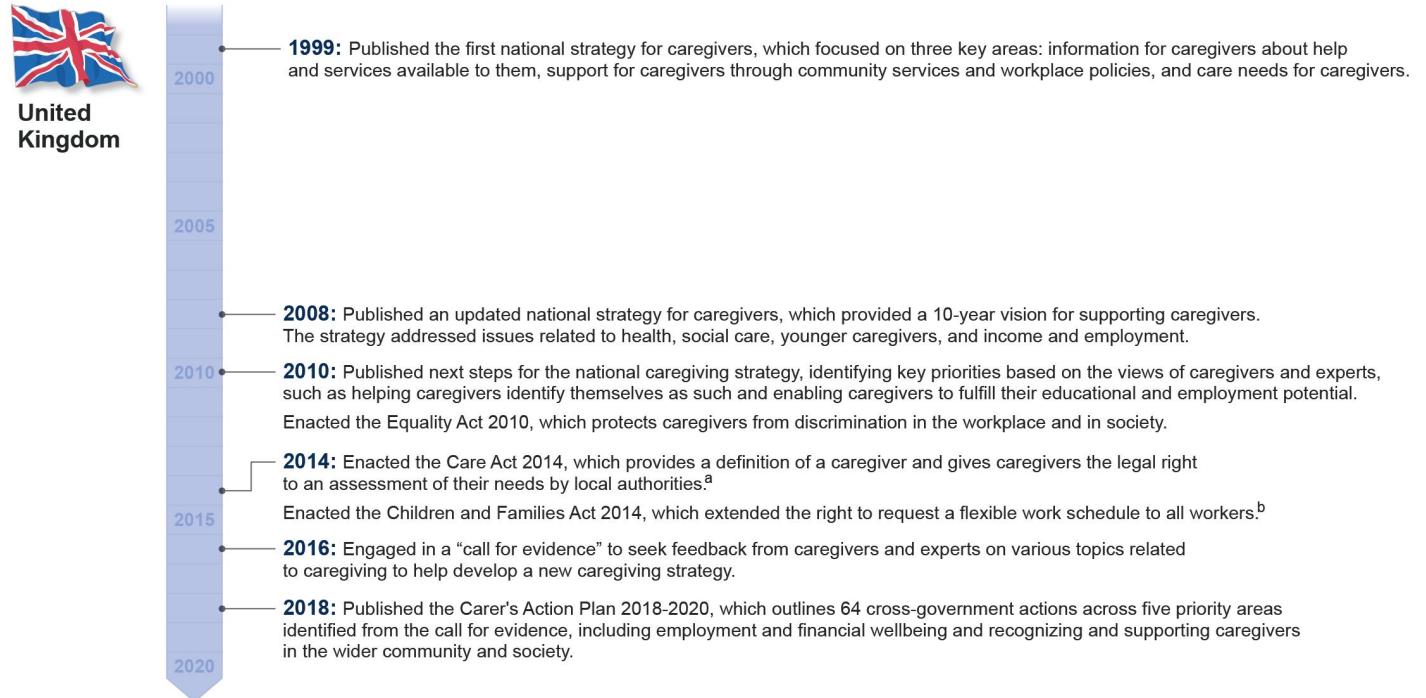 United
Kingdom
1999: Published the first national strategy for caregivers, which focused on three key areas: information for caregivers about help
and services available to them, support for caregivers through community services and workplace policies, and care needs for caregivers.
2000
2005
2008: Published an updated national strategy for caregivers, which provided a 10-year vision for supporting caregivers.
The strategy addressed issues related to health, social care, younger caregivers, and income and employment.
2010
2010: Published next steps for the national caregiving strategy, identifying key priorities based on the views of caregivers and experts,
such as helping caregivers identify themselves as such and enabling caregivers to fulfill their educational and employment potential.
Enacted the Equality Act 2010, which protects caregivers from discrimination in the workplace and in society.
2014: Enacted the Care Act 2014, which provides a definition of a caregiver and gives caregivers the legal right
to an assessment of their needs by local authorities.a
Enacted the Children and Families Act 2014, which extended the right to request a flexible work schedule to all workers.b
2015
2016: Engaged in a “call for evidence” to seek feedback from caregivers and experts on various topics related
to caregiving to help develop a new caregiving strategy.
2018: Published the Carer's Action Plan 2018-2020, which outlines 64 cross-government actions across five priority areas
identified from the call for evidence, including employment and financial wellbeing and recognizing and supporting caregivers
in the wider community and society.
2020